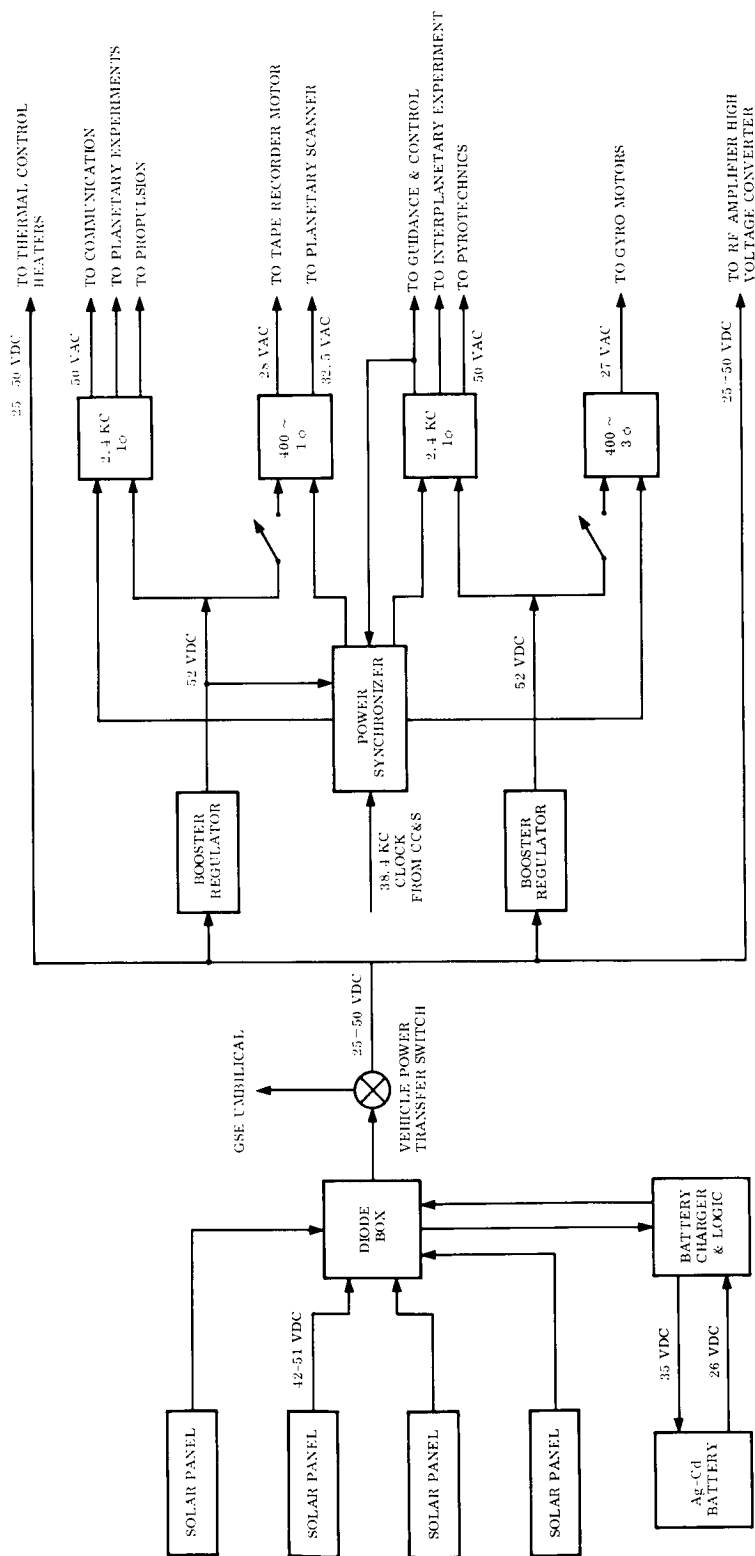 SOLAR PANEL
SOLAR PANEL
SOLAR PANEL
SOLAR PANEL
42-51 VDC
Ag-Cd
BATTERY
35 VDC
26 VDC
BATTERY
CHARGER
& LOGIC
DIODE
BOX
GSE UMBILICAL
VEHICLE POWER
TRANSFER SWITCH
25-50 VDC
BOOSTER
REGULATOR
38.4 KC
CLOCK
FROM CC&S
BOOSTER
REGULATOR
52 VDC
POWER
SYNCHRONIZER
52 VDC
2.4 KC
1ϕ
400 ~
1ϕ
2.4 KC
1ϕ
400 ~
3ϕ
25 50 VDC
50 VAC
28 VAC
32.5 VAC
50 VAC
27 VAC
25-50 VDC
TO THERMAL CONTROL
HEATERS
TO COMMUNICATION
TO PLANETARY EXPERIMENTS
TO PROPULSION
TO TAPE RECORDER MOTOR
TO PLANETARY SCANNER
TO GUIDANCE & CONTROL
TO INTERPLANETARY EXPERIMENT
TO PYROTECHNICS
TO GYRO MOTORS
TO RF AMPLIFIER HIGH
VOLTAGE CONVERTER